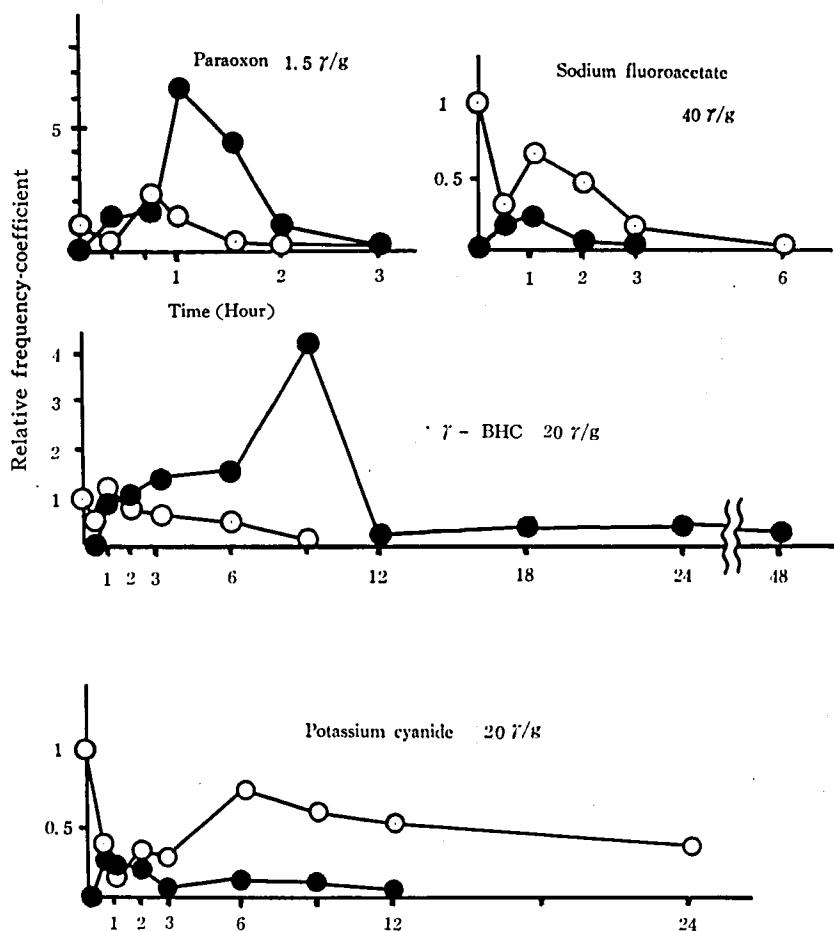 Relative frequency-coefficient
Paraoxon 1.5 γ/g
5
1 2 3
Sodium fluoroacetate
40 γ/g
1
0.5
1 2 3 6
Time (Hour)
γ - BHC 20 γ/g
4
3
2
1
1 2 3 6 12 18 24 48
Potassium cyanide 20 γ/g
1
0.5
1 2 3 6 12 24